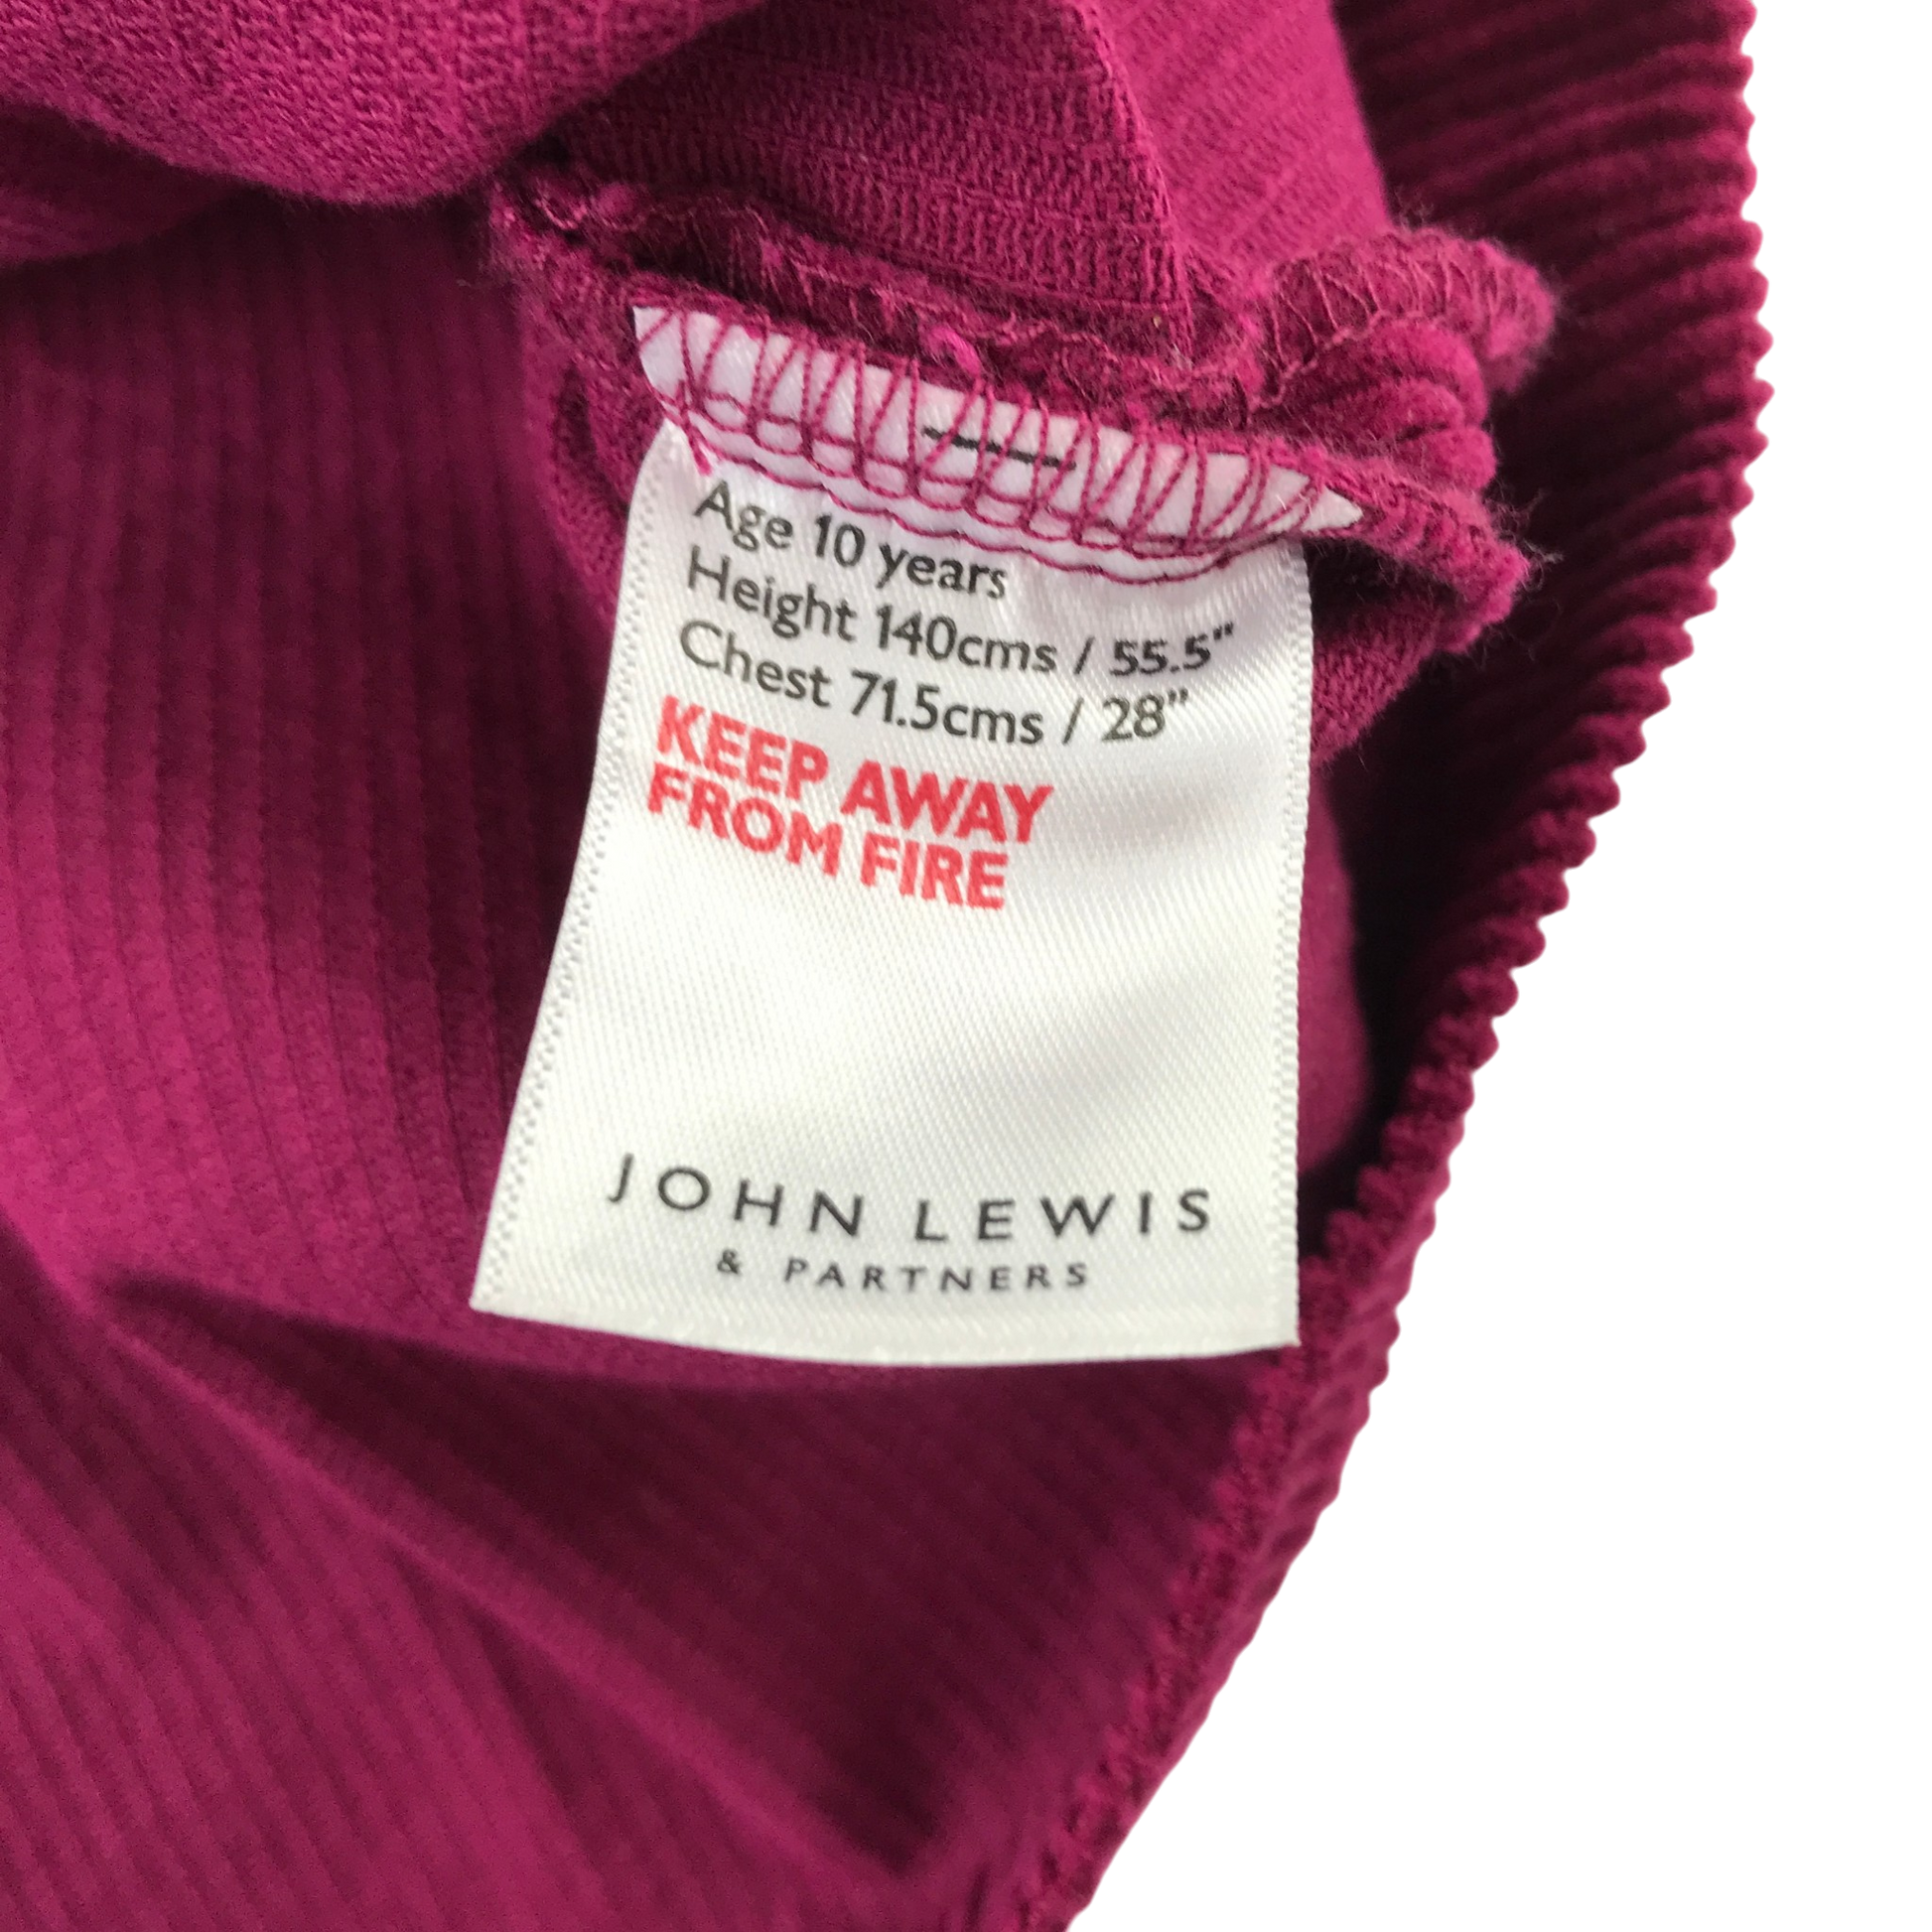 Age 10 years
Height 140cms / 55.5"
Chest 71.5cms / 28"
KEEP AWAY
FROM FIRE
JOHN LEWIS
& PARTNERS